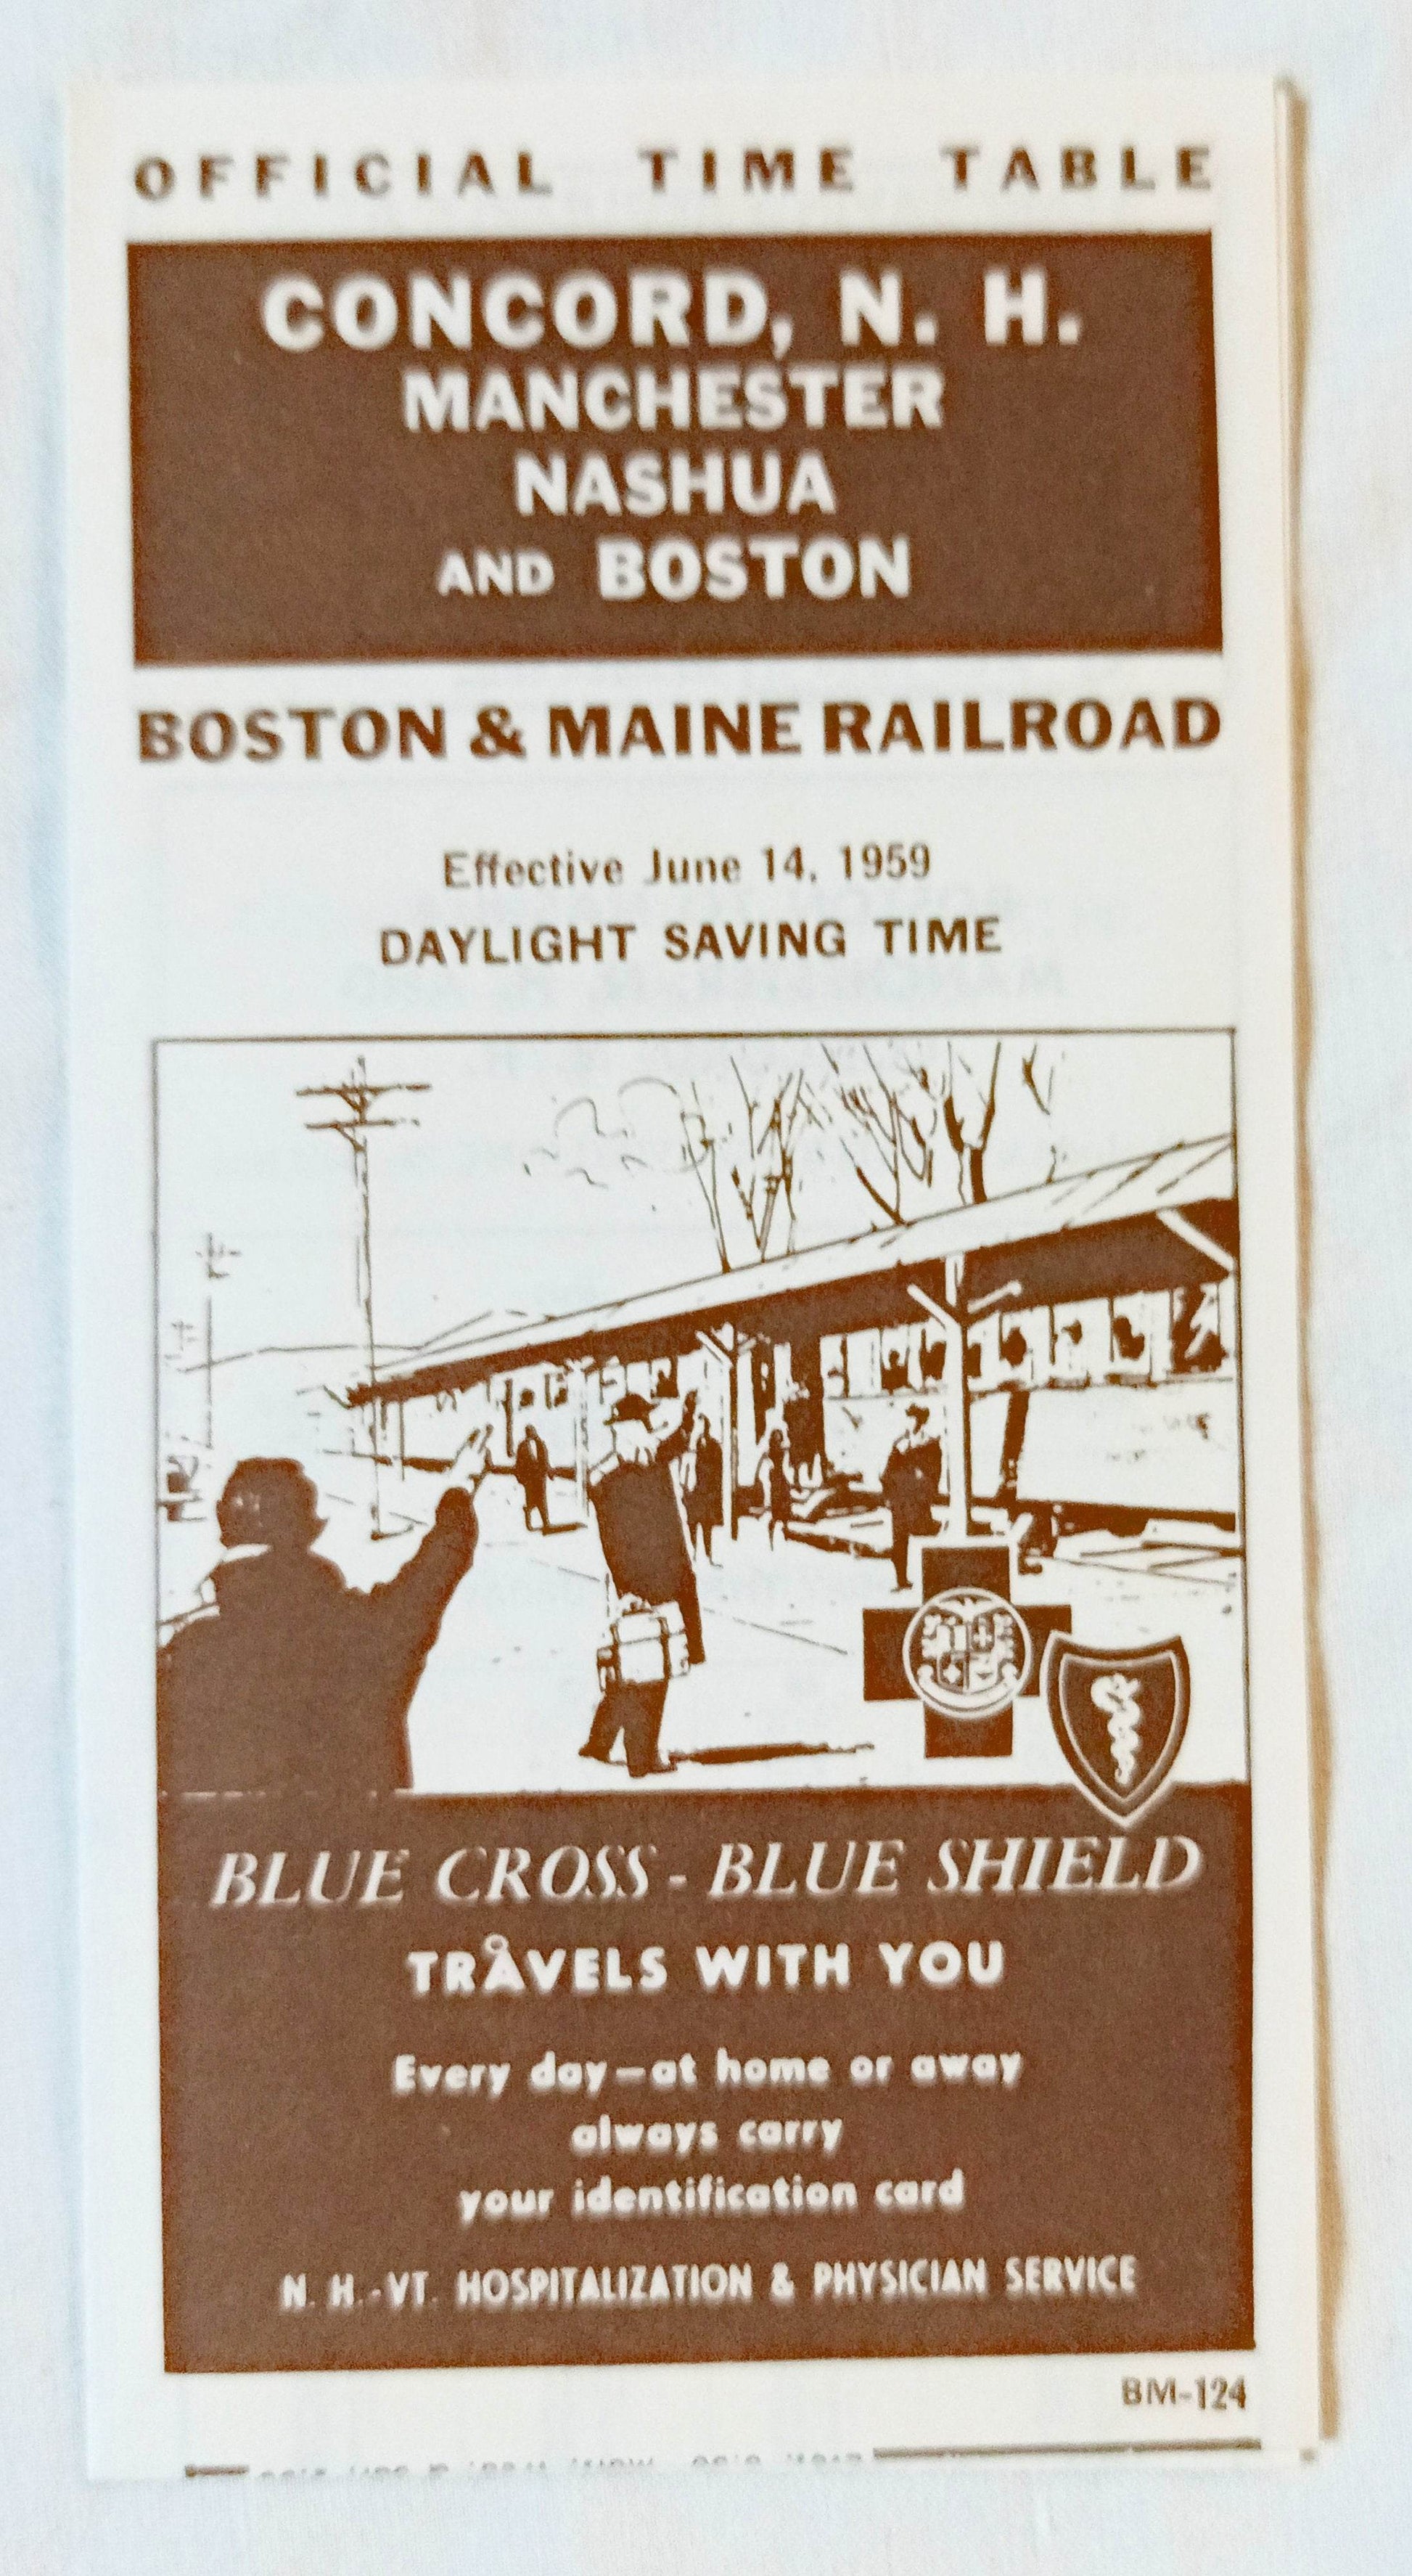 OFFICIAL TIME TABLE
CONCORD, N. H.
MANCHESTER
NASHUA
AND BOSTON
BOSTON & MAINE RAILROAD
Effective June 14, 1959
DAYLIGHT SAVING TIME
BLUE CROSS - BLUE SHIELD
TRAVELS WITH YOU
Every day—at home or away
always carry
your identification card
N. H.-VT. HOSPITALIZATION & PHYSICIAN SERVICE
BM-124